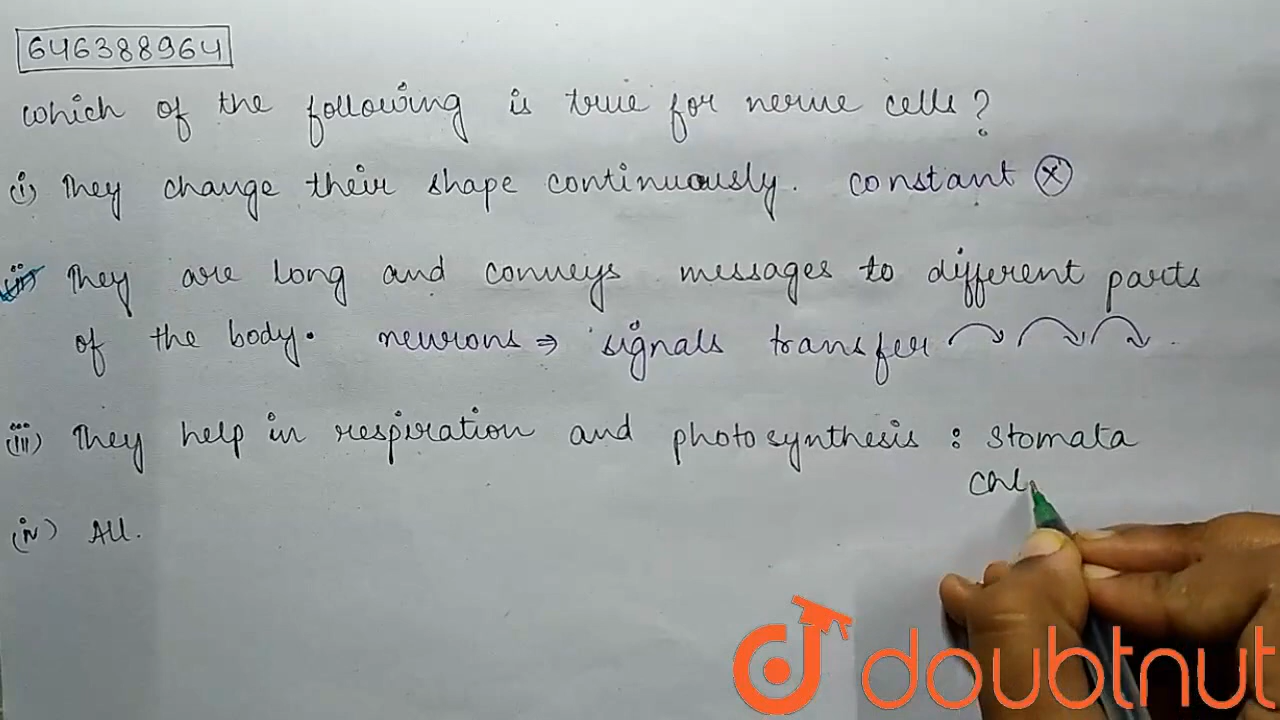 646388964
which of the following is true for nerve cells?
(i) They change their shape continuously. constant x
(ii) They are long and conveys messages to different parts
of the body. neurons ⇒ signals transfer
(iii) They help in respiration and photosynthesis : stomata
(iv) All.
doubtnut